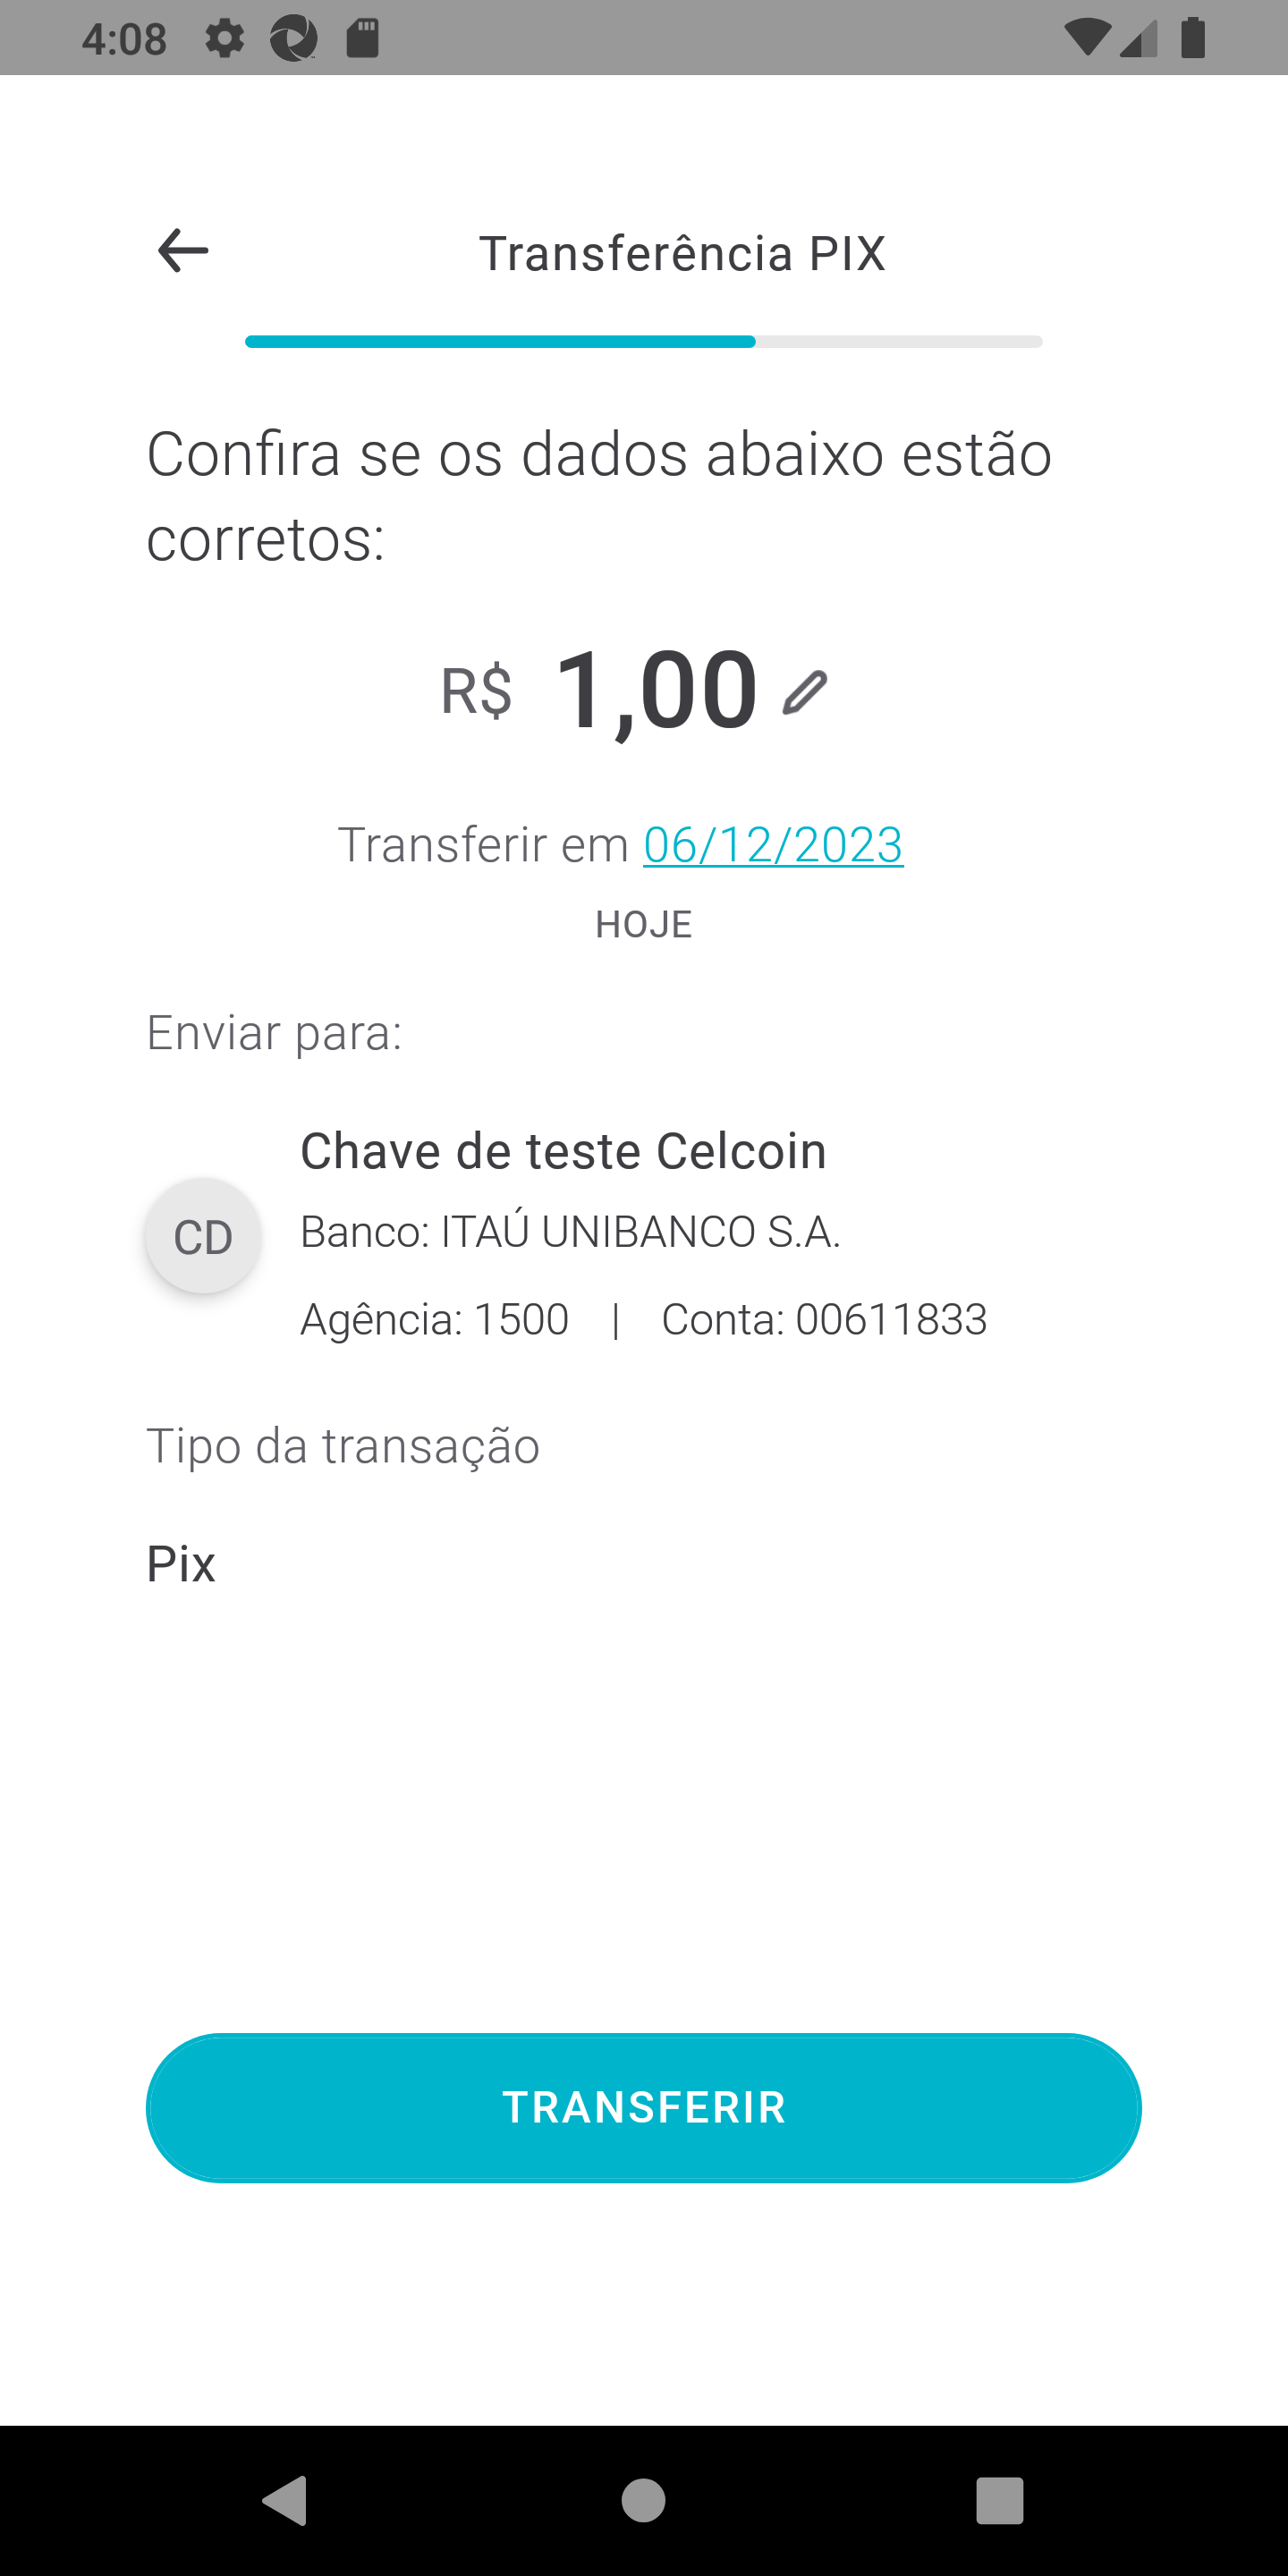 4:08
Transferência PIX
Confira se os dados abaixo estão
corretos:
R$ 1,00
Transferir em 06/12/2023
HOJE
Enviar para:
Chave de teste Celcoin
CD
Banco: ITAÚ UNIBANCO S.A.
Agência: 1500 | Conta: 00611833
Tipo da transação
Pix
TRANSFERIR